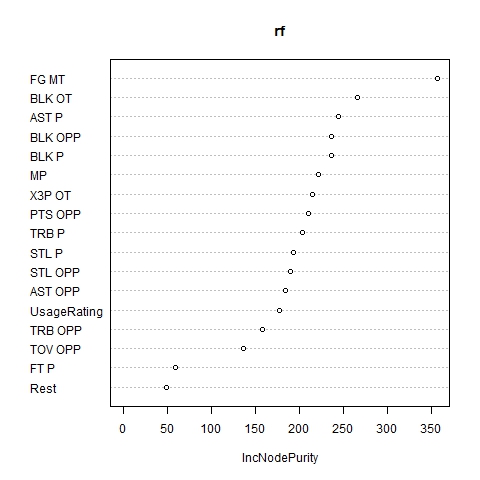 rf
FG MT
BLK OT
AST P
BLK OPP
BLK P
MP
X3P OT
PTS OPP
TRB P
STL P
STL OPP
AST OPP
UsageRating
TRB OPP
TOV OPP
FT P
Rest
0 50 100 150 200 250 300 350
IncNodePurity